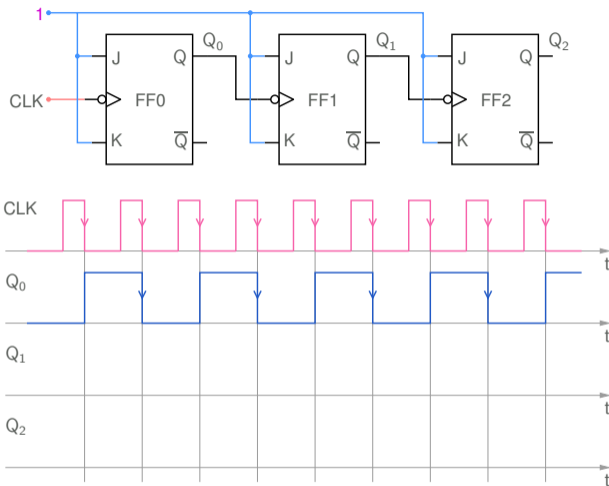 1
Q0 Q1 Q2
J Q J Q J Q
CLK FF0 FF1 FF2
K Q̅ K Q̅ K Q̅
CLK
t
Q0
t
Q1
t
Q2
t